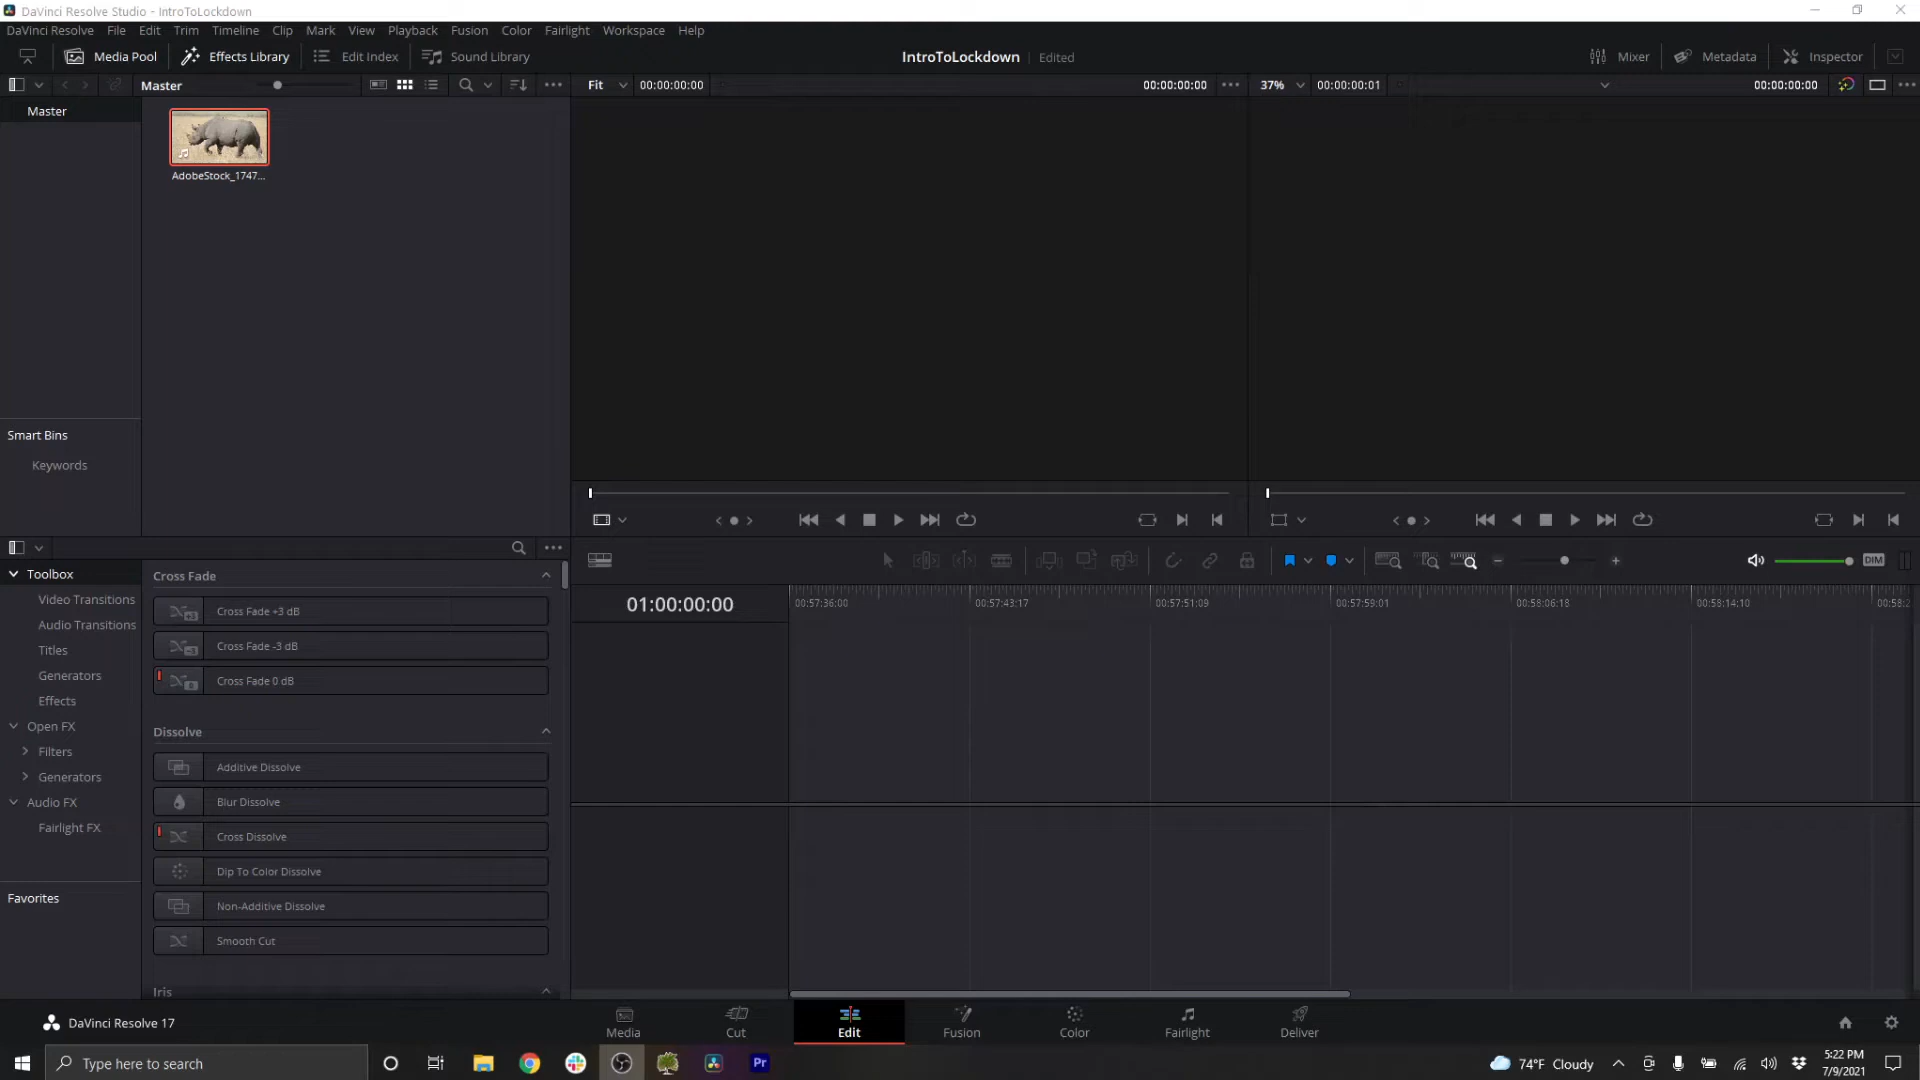 DaVinci Resolve Studio - IntroToLockdown
DaVinci Resolve File Edit Trim Timeline Clip Mark View Playback Fusion Color Fairlight Workspace Help
Media Pool Effects Library Edit Index Sound Library IntroToLockdown Edited Mixer Metadata Inspector
Master Fit 00:00:00:00 00:00:00:00 37% 00:00:00:01 00:00:00:00
Master
AdobeStock_1747...
Smart Bins
Keywords
Toolbox
Video Transitions
Audio Transitions
Titles
Generators
Effects
Open FX
Filters
Generators
Audio FX
Fairlight FX
Favorites
Cross Fade
Cross Fade +3 dB
Cross Fade -3 dB
Cross Fade 0 dB
Dissolve
Additive Dissolve
Blur Dissolve
Cross Dissolve
Dip To Color Dissolve
Non-Additive Dissolve
Smooth Cut
Iris
DIM
01:00:00:00
00:57:36:00 00:57:43:17 00:57:51:09 00:57:59:01 00:58:06:18 00:58:14:10 00:58:2
DaVinci Resolve 17
Media Cut Edit Fusion Color Fairlight Deliver
Type here to search
Pr
74°F Cloudy
5:22 PM
7/9/2021